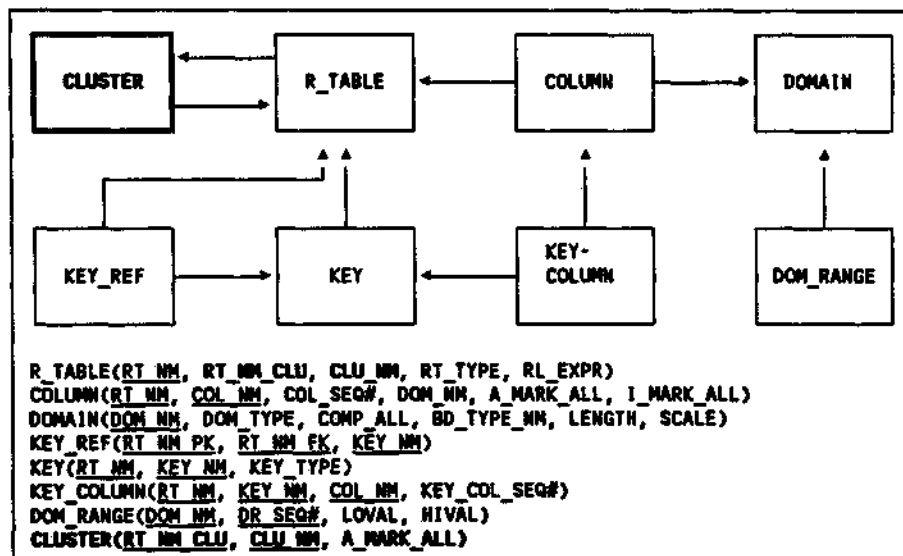 CLUSTER R_TABLE COLUMN DOMAIN
KEY_REF KEY KEY-
COLUMN DOM_RANGE
R_TABLE(RT_NM, RT_NM_CLU, CLU_NM, RT_TYPE, RL_EXPR)
COLUMN(RT_NM, COL_NM, COL_SEQ#, DOM_NM, A_MARK_ALL, I_MARK_ALL)
DOMAIN(DOM_NM, DOM_TYPE, COMP_ALL, BD_TYPE_NM, LENGTH, SCALE)
KEY_REF(RT_NM_PK, RT_NM_FK, KEY_NM)
KEY(RT_NM, KEY_NM, KEY_TYPE)
KEY_COLUMN(RT_NM, KEY_NM, COL_NM, KEY_COL_SEQ#)
DOM_RANGE(DOM_NM, DR_SEQ#, LOVAL, HIVAL)
CLUSTER(RT_NM_CLU, CLU_NM, A_MARK_ALL)